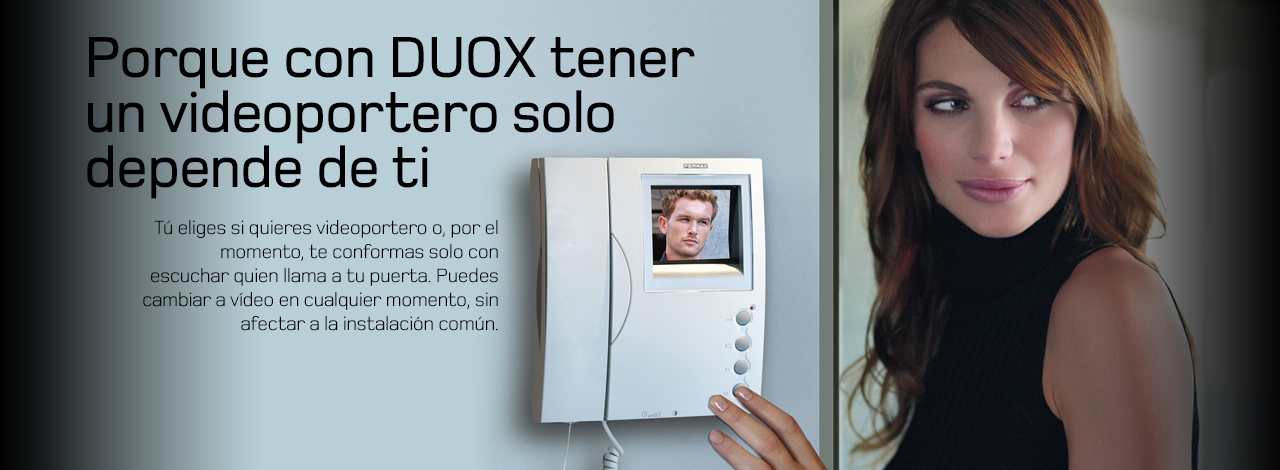 Porque con DUOX tener
un videoportero solo
depende de ti
Tú eliges si quieres videoportero o, por el
momento, te conformas solo con
escuchar quien llama a tu puerta. Puedes
cambiar a vídeo en cualquier momento, sin
afectar a la instalación común.
FERMAX